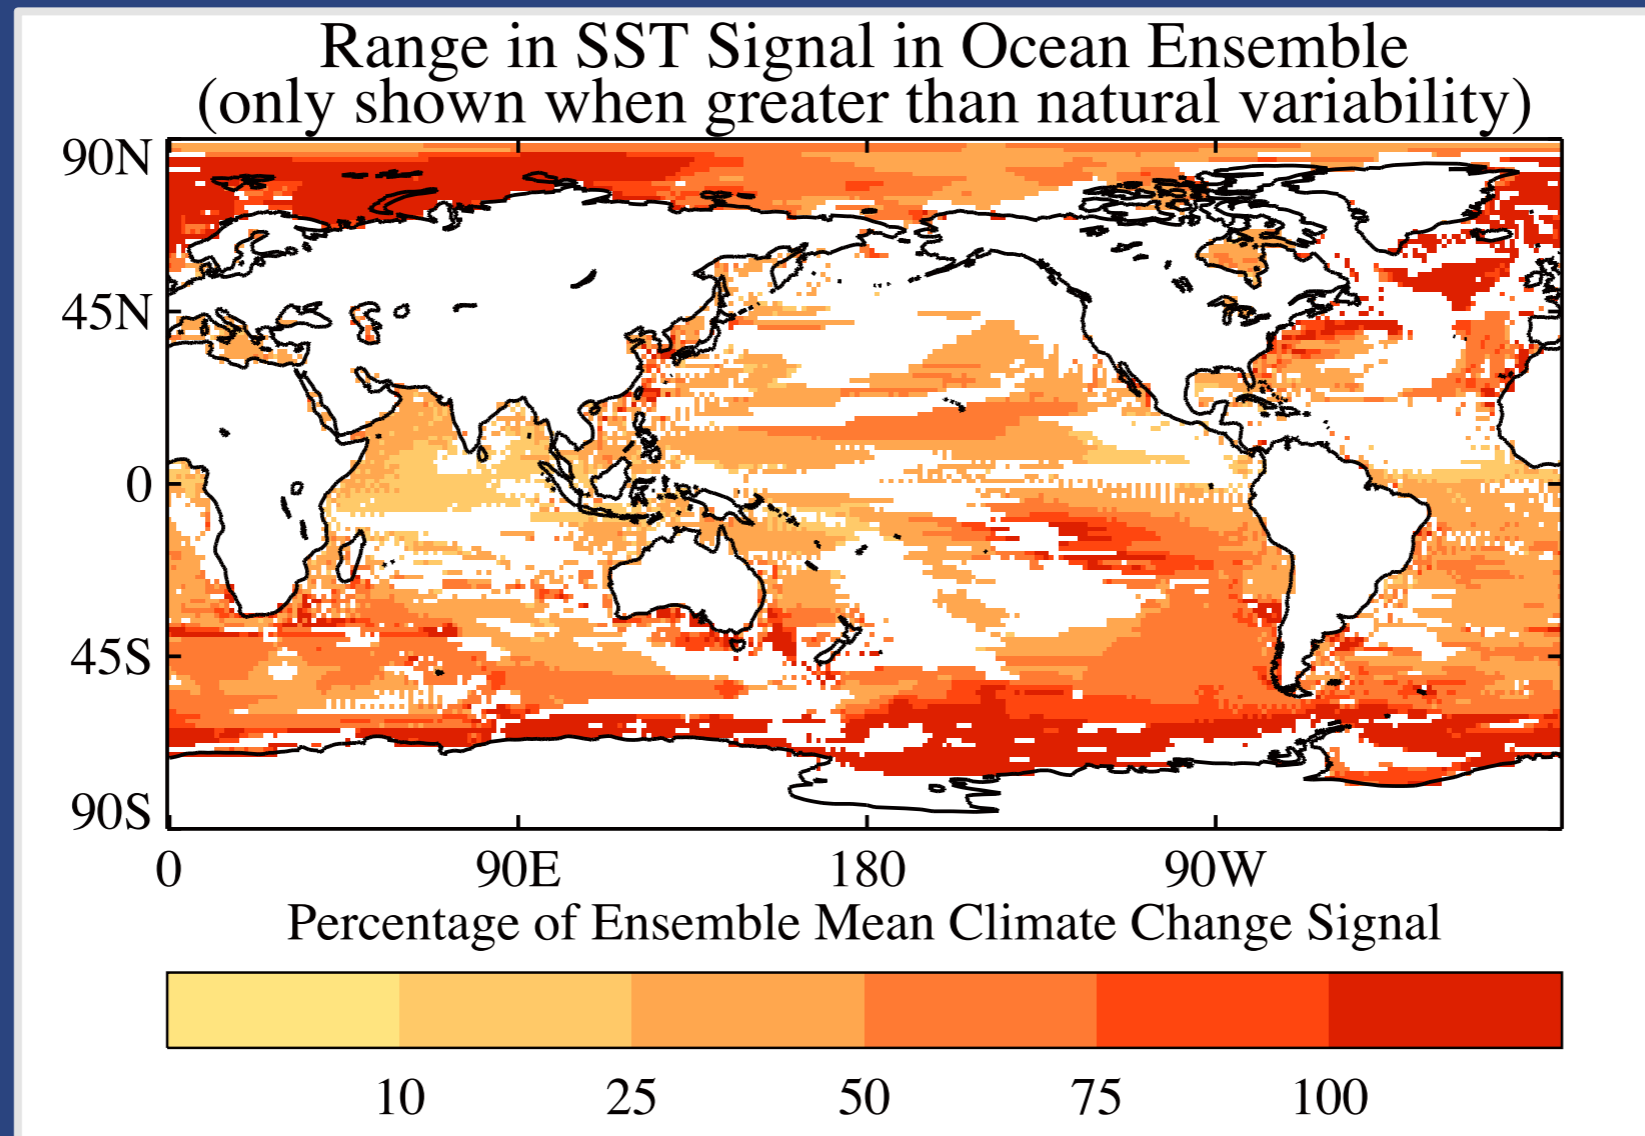 Range in SST Signal in Ocean Ensemble
(only shown when greater than natural variability)
90N
45N
0
45S
90S
0 90E 180 90W
Percentage of Ensemble Mean Climate Change Signal
10 25 50 75 100